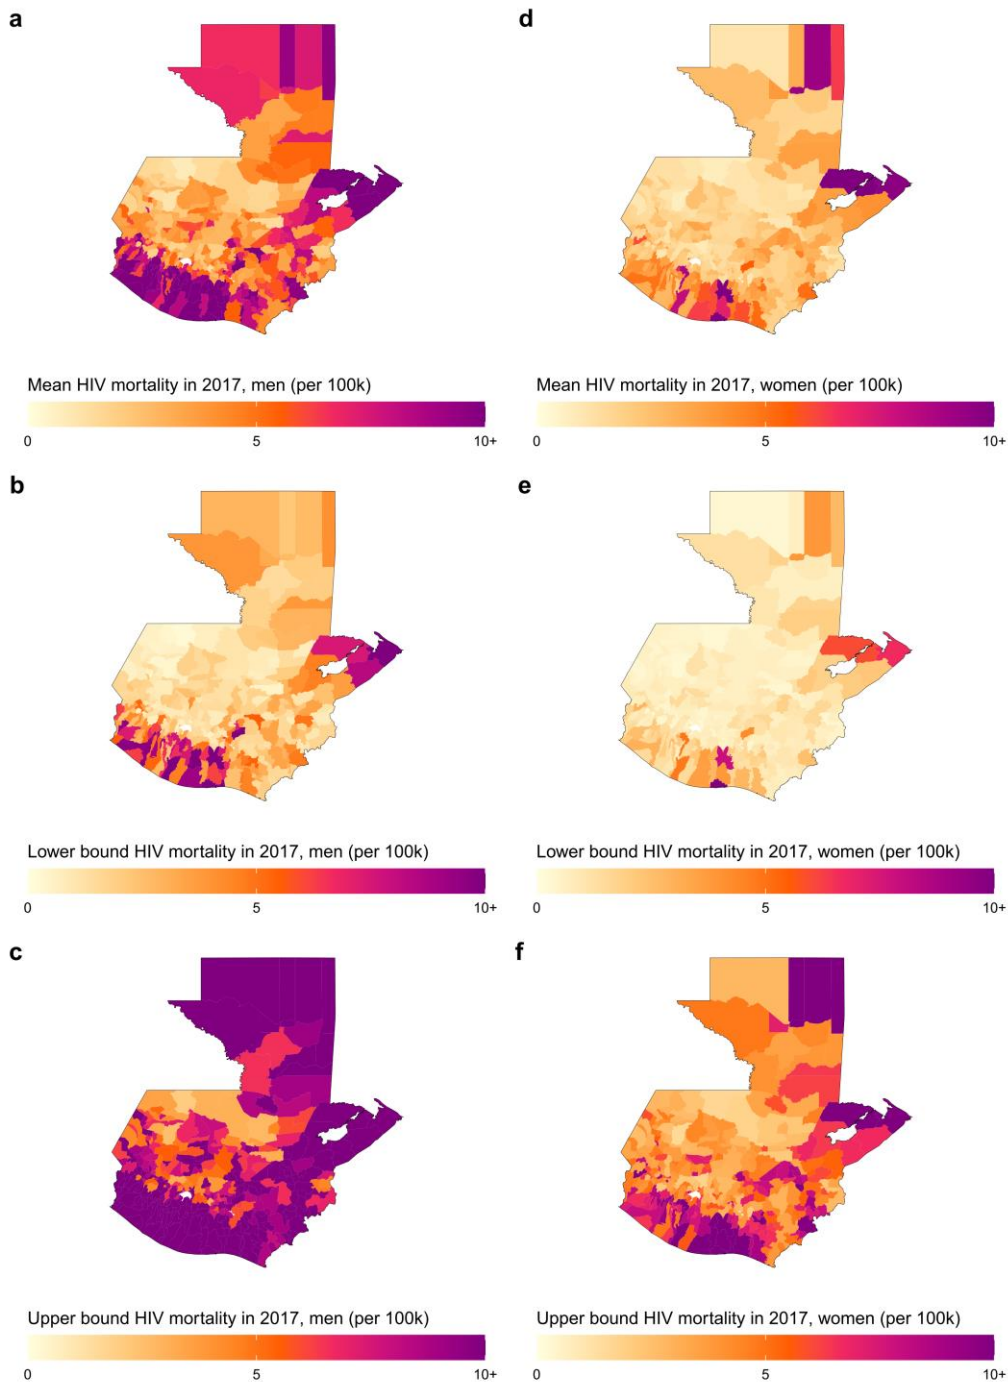 a
d
Mean HIV mortality in 2017, men (per 100k)
Mean HIV mortality in 2017, women (per 100k)
0 5 10+
0 5 10+
b
e
Lower bound HIV mortality in 2017, men (per 100k)
Lower bound HIV mortality in 2017, women (per 100k)
0 5 10+
0 5 10+
c
f
Upper bound HIV mortality in 2017, men (per 100k)
Upper bound HIV mortality in 2017, women (per 100k)
0 5 10+
0 5 10+